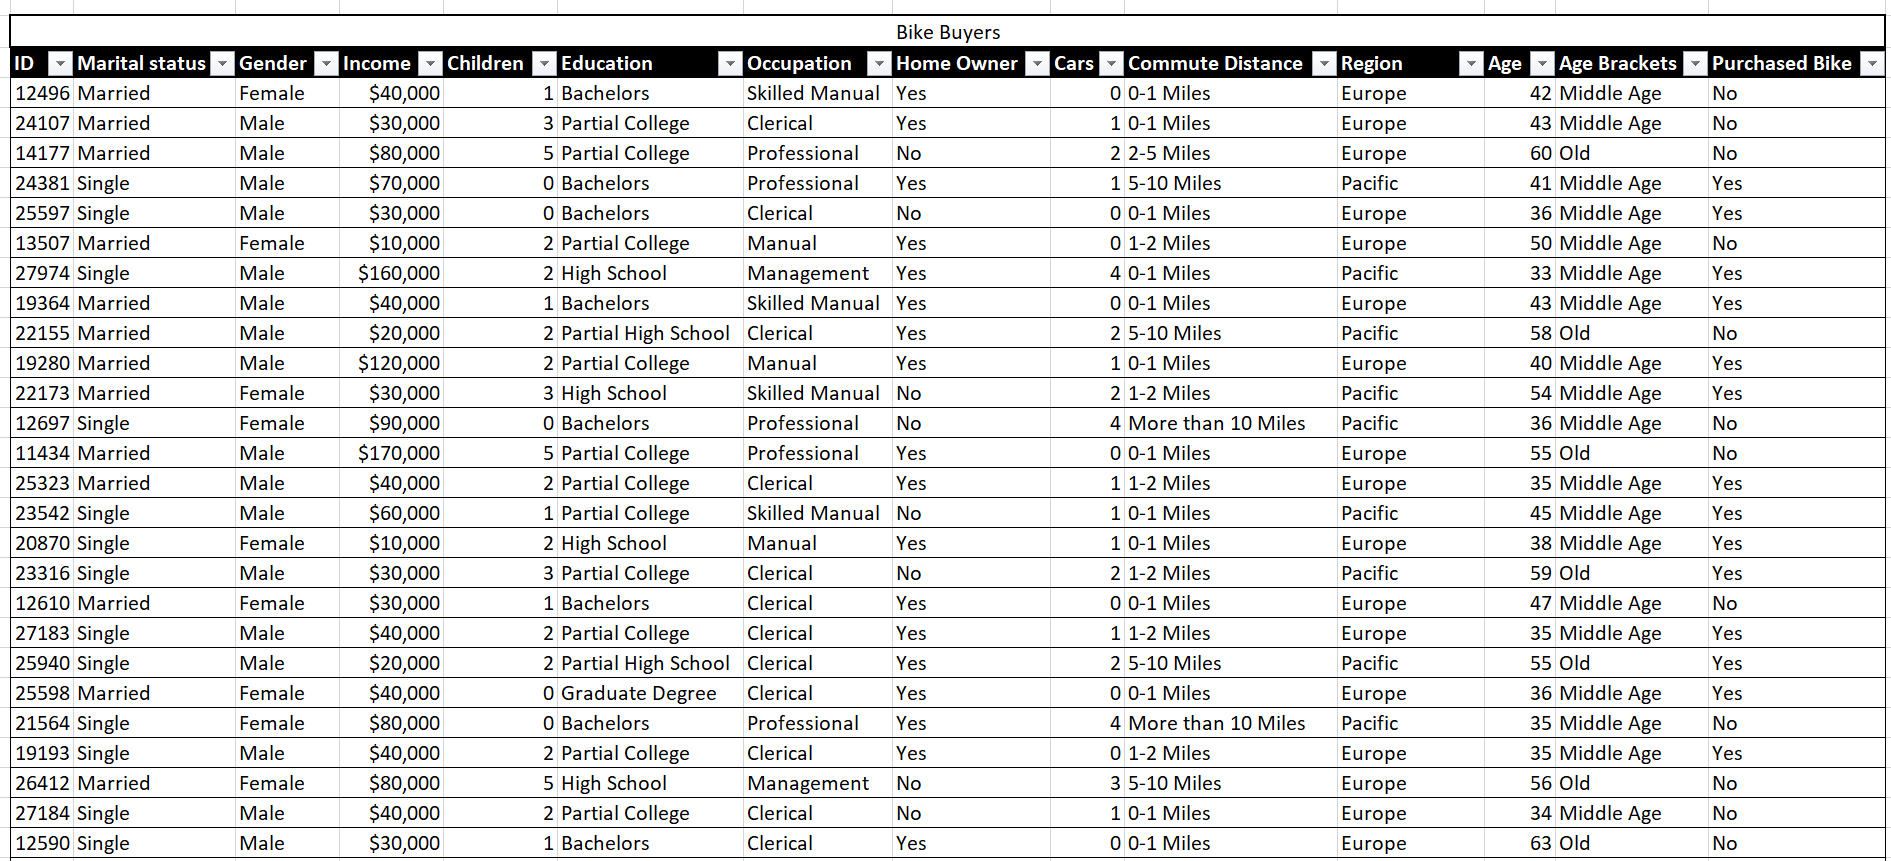 Bike Buyers
ID Marital status Gender Income Children Education Occupation Home Owner Cars Commute Distance Region Age Age Brackets Purchased Bike
12496 Married Female $40,000 1 Bachelors Skilled Manual Yes 0 0-1 Miles Europe 42 Middle Age No
24107 Married Male $30,000 3 Partial College Clerical Yes 1 0-1 Miles Europe 43 Middle Age No
14177 Married Male $80,000 5 Partial College Professional No 2 2-5 Miles Europe 60 Old No
24381 Single Male $70,000 0 Bachelors Professional Yes 1 5-10 Miles Pacific 41 Middle Age Yes
25597 Single Male $30,000 0 Bachelors Clerical No 0 0-1 Miles Europe 36 Middle Age Yes
13507 Married Female $10,000 2 Partial College Manual Yes 0 1-2 Miles Europe 50 Middle Age No
27974 Single Male $160,000 2 High School Management Yes 4 0-1 Miles Pacific 33 Middle Age Yes
19364 Married Male $40,000 1 Bachelors Skilled Manual Yes 0 0-1 Miles Europe 43 Middle Age Yes
22155 Married Male $20,000 2 Partial High School Clerical Yes 2 5-10 Miles Pacific 58 Old No
19280 Married Male $120,000 2 Partial College Manual Yes 1 0-1 Miles Europe 40 Middle Age Yes
22173 Married Female $30,000 3 High School Skilled Manual No 2 1-2 Miles Pacific 54 Middle Age Yes
12697 Single Female $90,000 0 Bachelors Professional No 4 More than 10 Miles Pacific 36 Middle Age No
11434 Married Male $170,000 5 Partial College Professional Yes 0 0-1 Miles Europe 55 Old No
25323 Married Male $40,000 2 Partial College Clerical Yes 1 1-2 Miles Europe 35 Middle Age Yes
23542 Single Male $60,000 1 Partial College Skilled Manual No 1 0-1 Miles Pacific 45 Middle Age Yes
20870 Single Female $10,000 2 High School Manual Yes 1 0-1 Miles Europe 38 Middle Age Yes
23316 Single Male $30,000 3 Partial College Clerical No 2 1-2 Miles Pacific 59 Old Yes
12610 Married Female $30,000 1 Bachelors Clerical Yes 0 0-1 Miles Europe 47 Middle Age No
27183 Single Male $40,000 2 Partial College Clerical Yes 1 1-2 Miles Europe 35 Middle Age Yes
25940 Single Male $20,000 2 Partial High School Clerical Yes 2 5-10 Miles Pacific 55 Old Yes
25598 Married Female $40,000 0 Graduate Degree Clerical Yes 0 0-1 Miles Europe 36 Middle Age Yes
21564 Single Female $80,000 0 Bachelors Professional Yes 4 More than 10 Miles Pacific 35 Middle Age No
19193 Single Male $40,000 2 Partial College Clerical Yes 0 1-2 Miles Europe 35 Middle Age Yes
26412 Married Female $80,000 5 High School Management No 3 5-10 Miles Europe 56 Old No
27184 Single Male $40,000 2 Partial College Clerical No 1 0-1 Miles Europe 34 Middle Age No
12590 Single Male $30,000 1 Bachelors Clerical Yes 0 0-1 Miles Europe 63 Old No